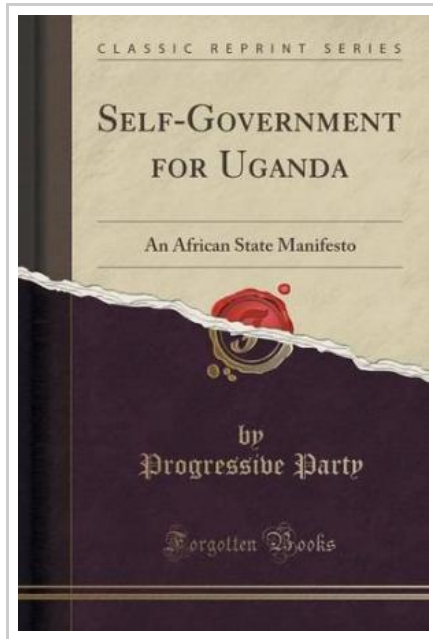 CLASSIC REPRINT SERIES
SELF-GOVERNMENT
FOR UGANDA
An African State Manifesto
by
Progressive Party
Forgotten Books